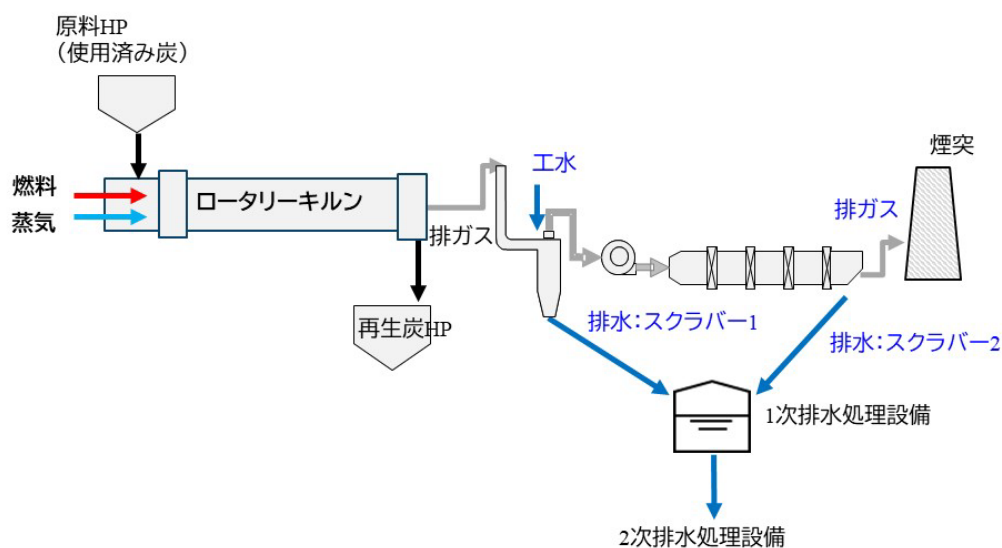 原料HP
（使用済み炭）
燃料
蒸気
ロータリーキルン
排ガス
再生炭HP
工水
煙突
排ガス
排水：スクラバー1
排水：スクラバー2
1次排水処理設備
2次排水処理設備